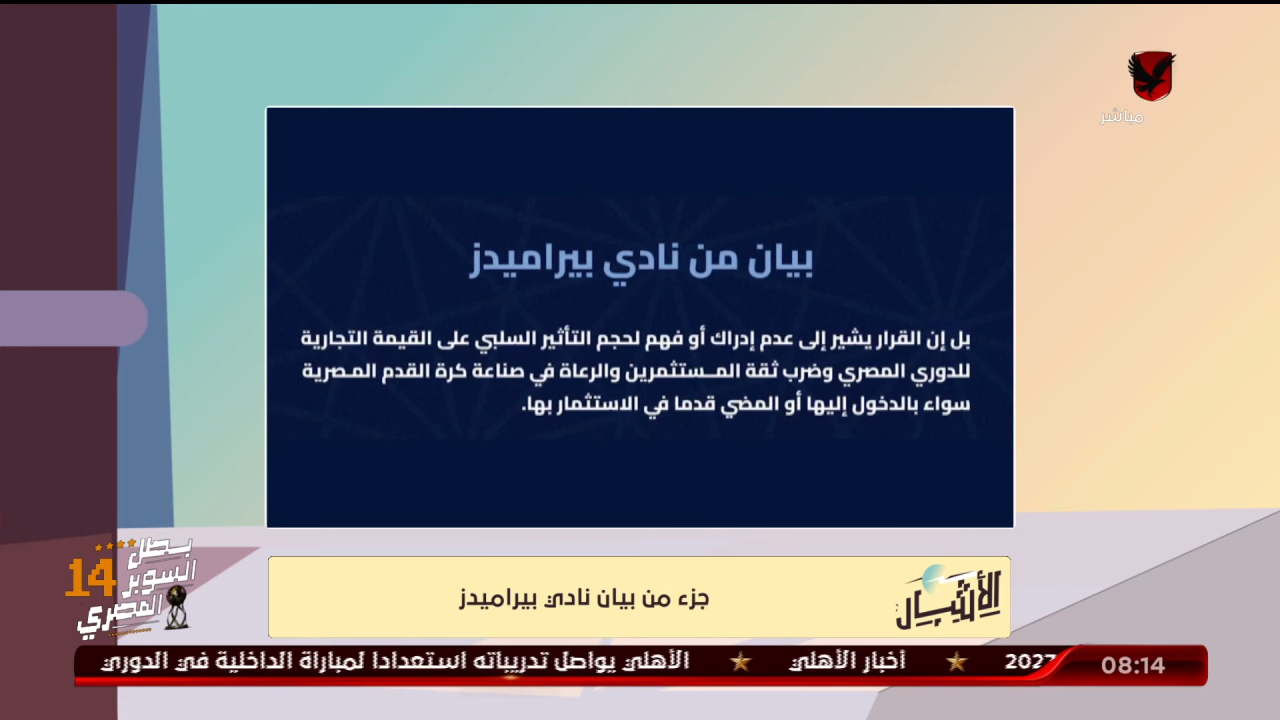 مباشر
بيان من نادي بيراميدز
بل إن القرار يشير إلى عدم إدراك أو فهم لحجم التأثير السلبي على القيمة التجارية
للدوري المصري وضرب ثقة المستثمرين والرعاة في صناعة كرة القدم المصرية
سواء بالدخول إليها أو المضي قدما في الاستثمار بها.
بطل
السوبر 14
المصري
جزء من بيان نادي بيراميدز
08:14
2027
أخبار الأهلي
الأهلي يواصل تدريباته استعدادا لمباراة الداخلية في الدوري